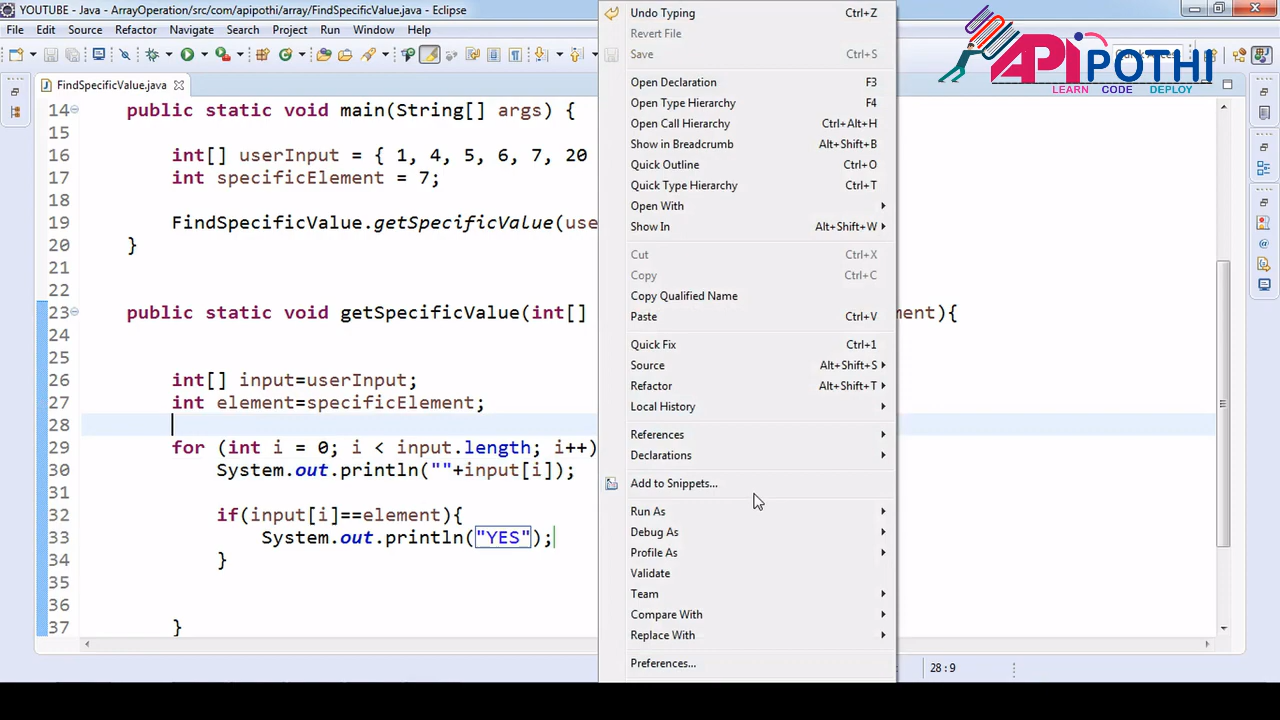 YOUTUBE - Java - ArrayOperation/src/com/apipothi/array/FindSpecificValue.java - Eclipse
File Edit Source Refactor Navigate Search Project Run Window Help
APIPOTHI
LEARN CODE DEPLOY
FindSpecificValue.java
14 public static void main(String[] args) {
15
16 int[] userInput = { 1, 4, 5, 6, 7, 20
17 int specificElement = 7;
18
19 FindSpecificValue.getSpecificValue(use
20 }
21
22
23 public static void getSpecificValue(int[] ement){
24
25
26 int[] input=userInput;
27 int element=specificElement;
28
29 for (int i = 0; i < input.length; i++)
30 System.out.println(""+input[i]);
31
32 if(input[i]==element){
33 System.out.println("YES");
34 }
35
36
37 }
Undo Typing Ctrl+Z
Revert File
Save Ctrl+S
Open Declaration F3
Open Type Hierarchy F4
Open Call Hierarchy Ctrl+Alt+H
Show in Breadcrumb Alt+Shift+B
Quick Outline Ctrl+O
Quick Type Hierarchy Ctrl+T
Open With
Show In Alt+Shift+W
Cut Ctrl+X
Copy Ctrl+C
Copy Qualified Name
Paste Ctrl+V
Quick Fix Ctrl+1
Source Alt+Shift+S
Refactor Alt+Shift+T
Local History
References
Declarations
Add to Snippets...
Run As
Debug As
Profile As
Validate
Team
Compare With
Replace With
Preferences...
28:9